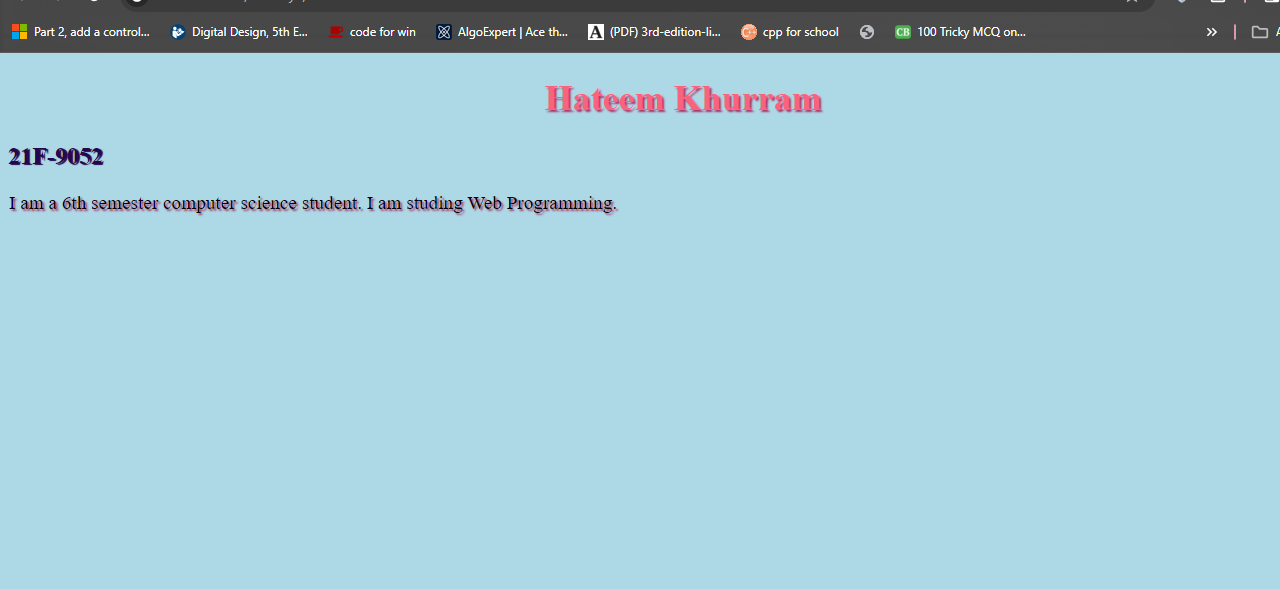 Part 2, add a control...
Digital Design, 5th E...
code for win
AlgoExpert | Ace th...
A
(PDF) 3rd-edition-li...
C++
cpp for school
CB
100 Tricky MCQ on...
»
Hateem Khurram
21F-9052
I am a 6th semester computer science student. I am studing Web Programming.